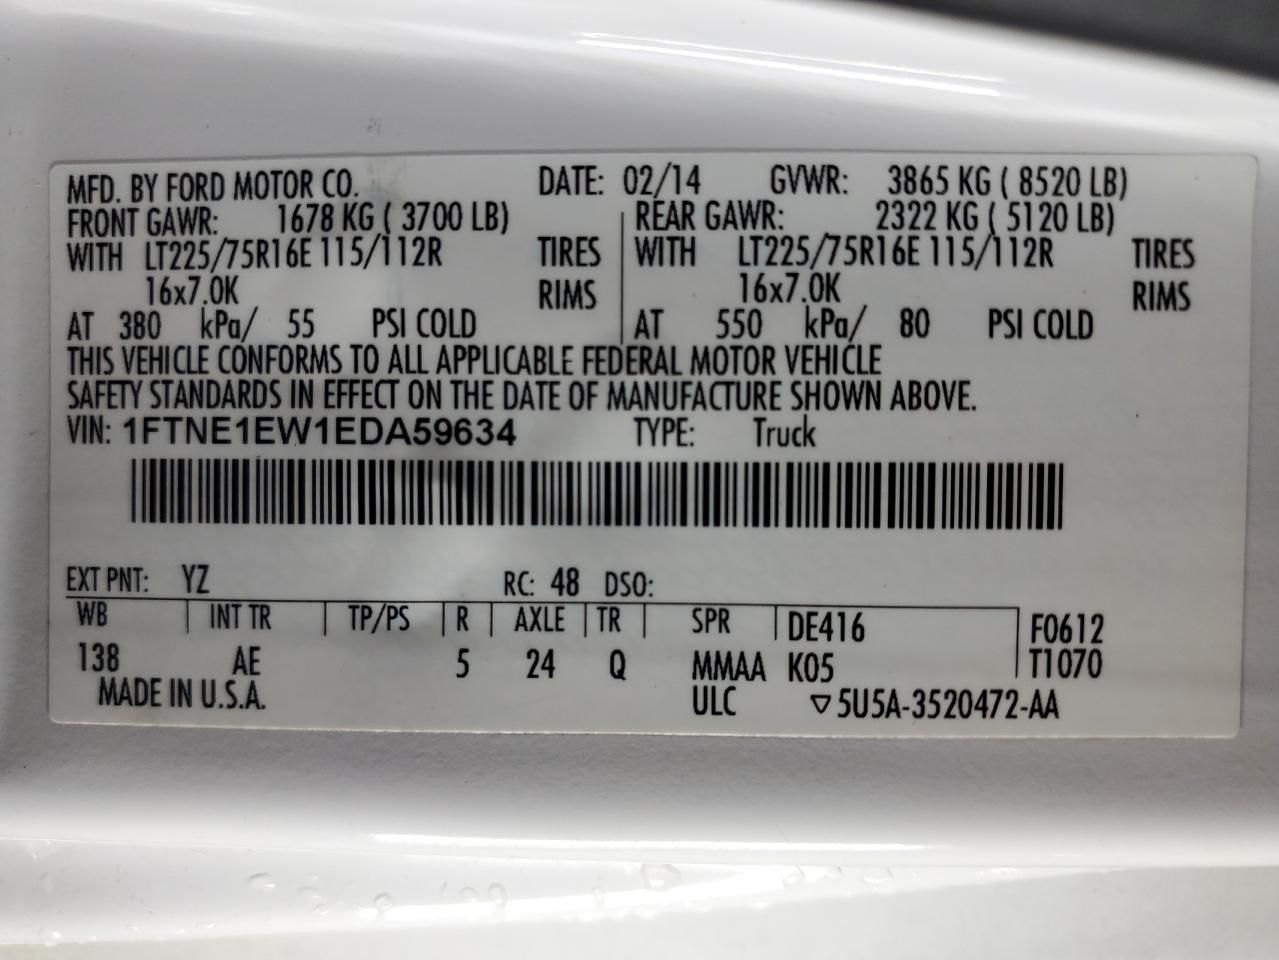 MFD. BY FORD MOTOR CO. DATE: 02/14 GVWR: 3865 KG ( 8520 LB)
FRONT GAWR: 1678 KG ( 3700 LB) REAR GAWR: 2322 KG ( 5120 LB)
WITH LT225/75R16E 115/112R TIRES WITH LT225/75R16E 115/112R TIRES
16x7.0K RIMS 16x7.0K RIMS
AT 380 kPa/ 55 PSI COLD AT 550 kPa/ 80 PSI COLD
THIS VEHICLE CONFORMS TO ALL APPLICABLE FEDERAL MOTOR VEHICLE
SAFETY STANDARDS IN EFFECT ON THE DATE OF MANUFACTURE SHOWN ABOVE.
VIN: 1FTNE1EW1EDA59634 TYPE: Truck
EXT PNT: YZ RC: 48 DSO:
WB INT TR TP/PS R AXLE TR SPR DE416 F0612
138 AE 5 24 Q MMAA K05 T1070
MADE IN U.S.A. ULC ▽5U5A-3520472-AA